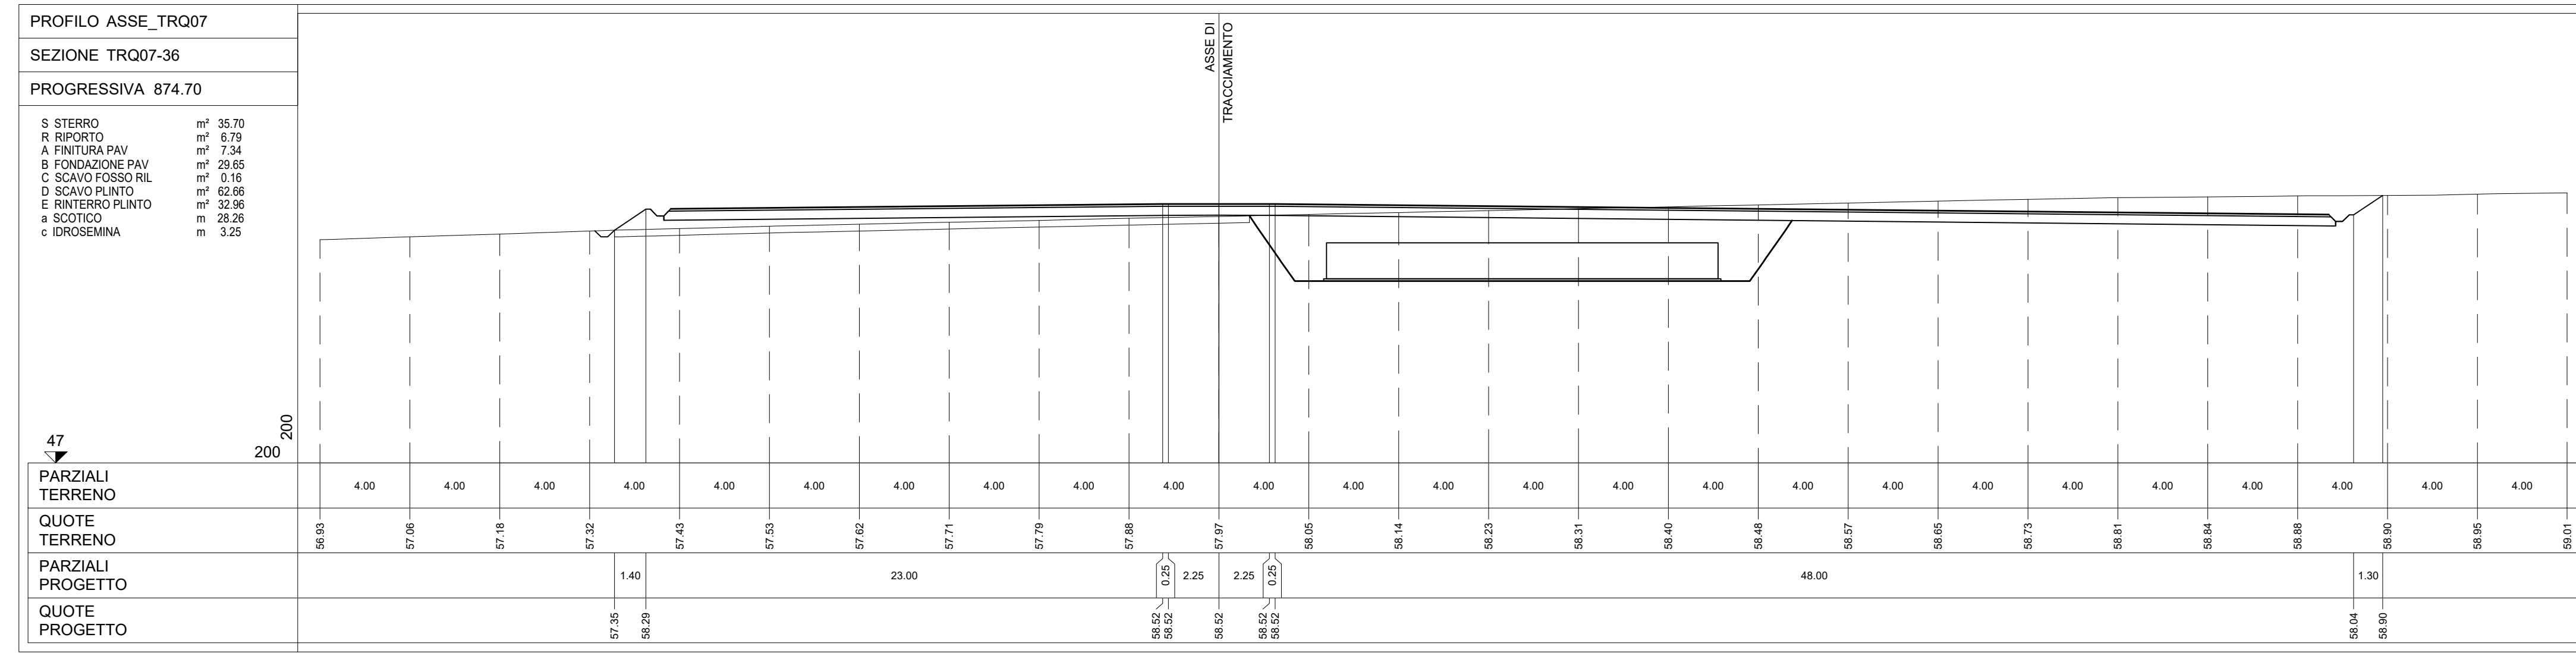 PROFILO ASSE_TRQ07
SEZIONE TRQ07-36
PROGRESSIVA 874.70
S STERRO m² 35.70
R RIPORTO m² 6.79
A FINITURA PAV m² 7.34
B FONDAZIONE PAV m² 29.65
C SCAVO FOSSO RIL m² 0.16
D SCAVO PLINTO m² 62.66
E RINTERRO PLINTO m² 32.96
a SCOTICO m 28.26
c IDROSEMINA m 3.25
ASSE DI
TRACCIAMENTO
200
47
200
PARZIALI
TERRENO
4.00 4.00 4.00 4.00 4.00 4.00 4.00 4.00 4.00 4.00 4.00 4.00 4.00 4.00 4.00 4.00 4.00 4.00 4.00 4.00 4.00 4.00 4.00 4.00 4.00
QUOTE
TERRENO
56.93 57.06 57.18 57.32 57.43 57.53 57.62 57.71 57.79 57.88 57.97 58.05 58.14 58.23 58.31 58.40 58.48 58.57 58.65 58.73 58.81 58.84 58.88 58.90 58.95 59.01
PARZIALI
PROGETTO
1.40 23.00 0.25 2.25 2.25 0.25 48.00 1.30
QUOTE
PROGETTO
57.35 58.29 58.52 58.52 58.52 58.52 58.52 58.04 58.90